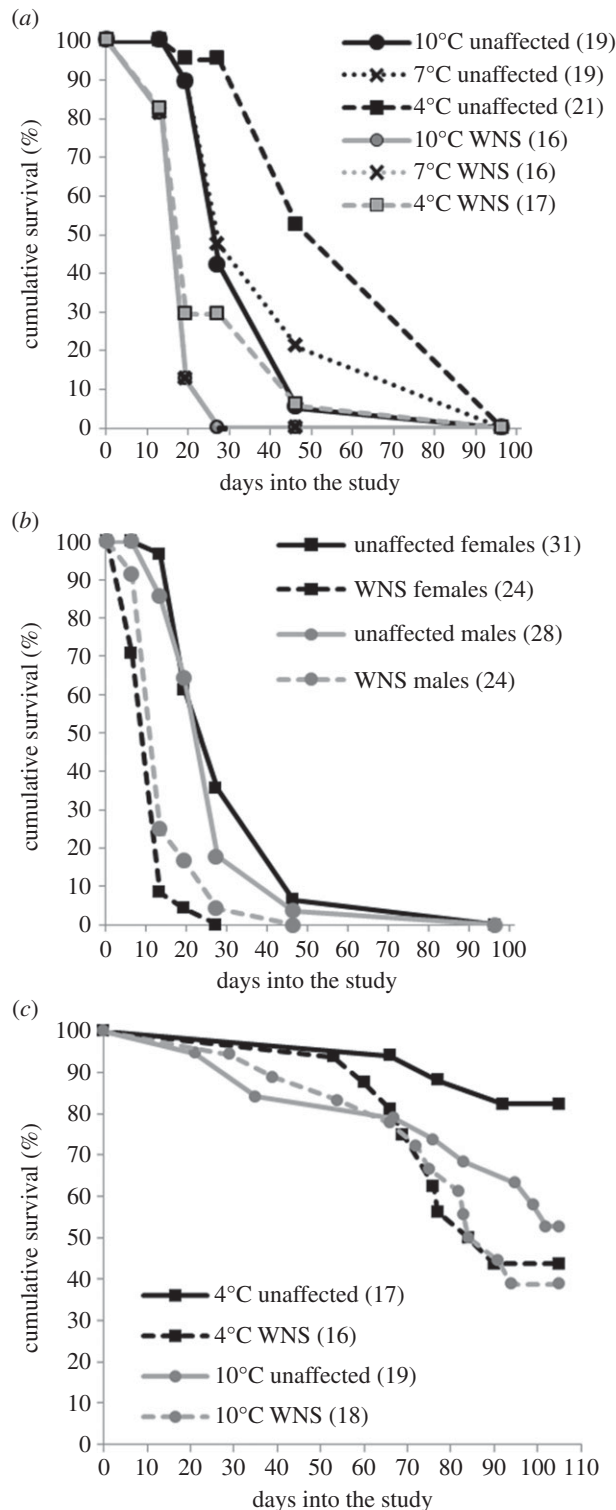 (a)
100
90
80
70
60
50
40
30
20
10
0
cumulative survival (%)
10°C unaffected (19)
7°C unaffected (19)
4°C unaffected (21)
10°C WNS (16)
7°C WNS (16)
4°C WNS (17)
0 10 20 30 40 50 60 70 80 90 100
days into the study
(b)
100
90
80
70
60
50
40
30
20
10
0
cumulative survival (%)
unaffected females (31)
WNS females (24)
unaffected males (28)
WNS males (24)
0 10 20 30 40 50 60 70 80 90 100
days into the study
(c)
100
90
80
70
60
50
40
30
20
10
0
cumulative survival (%)
4°C unaffected (17)
4°C WNS (16)
10°C unaffected (19)
10°C WNS (18)
0 10 20 30 40 50 60 70 80 90 100 110
days into the study